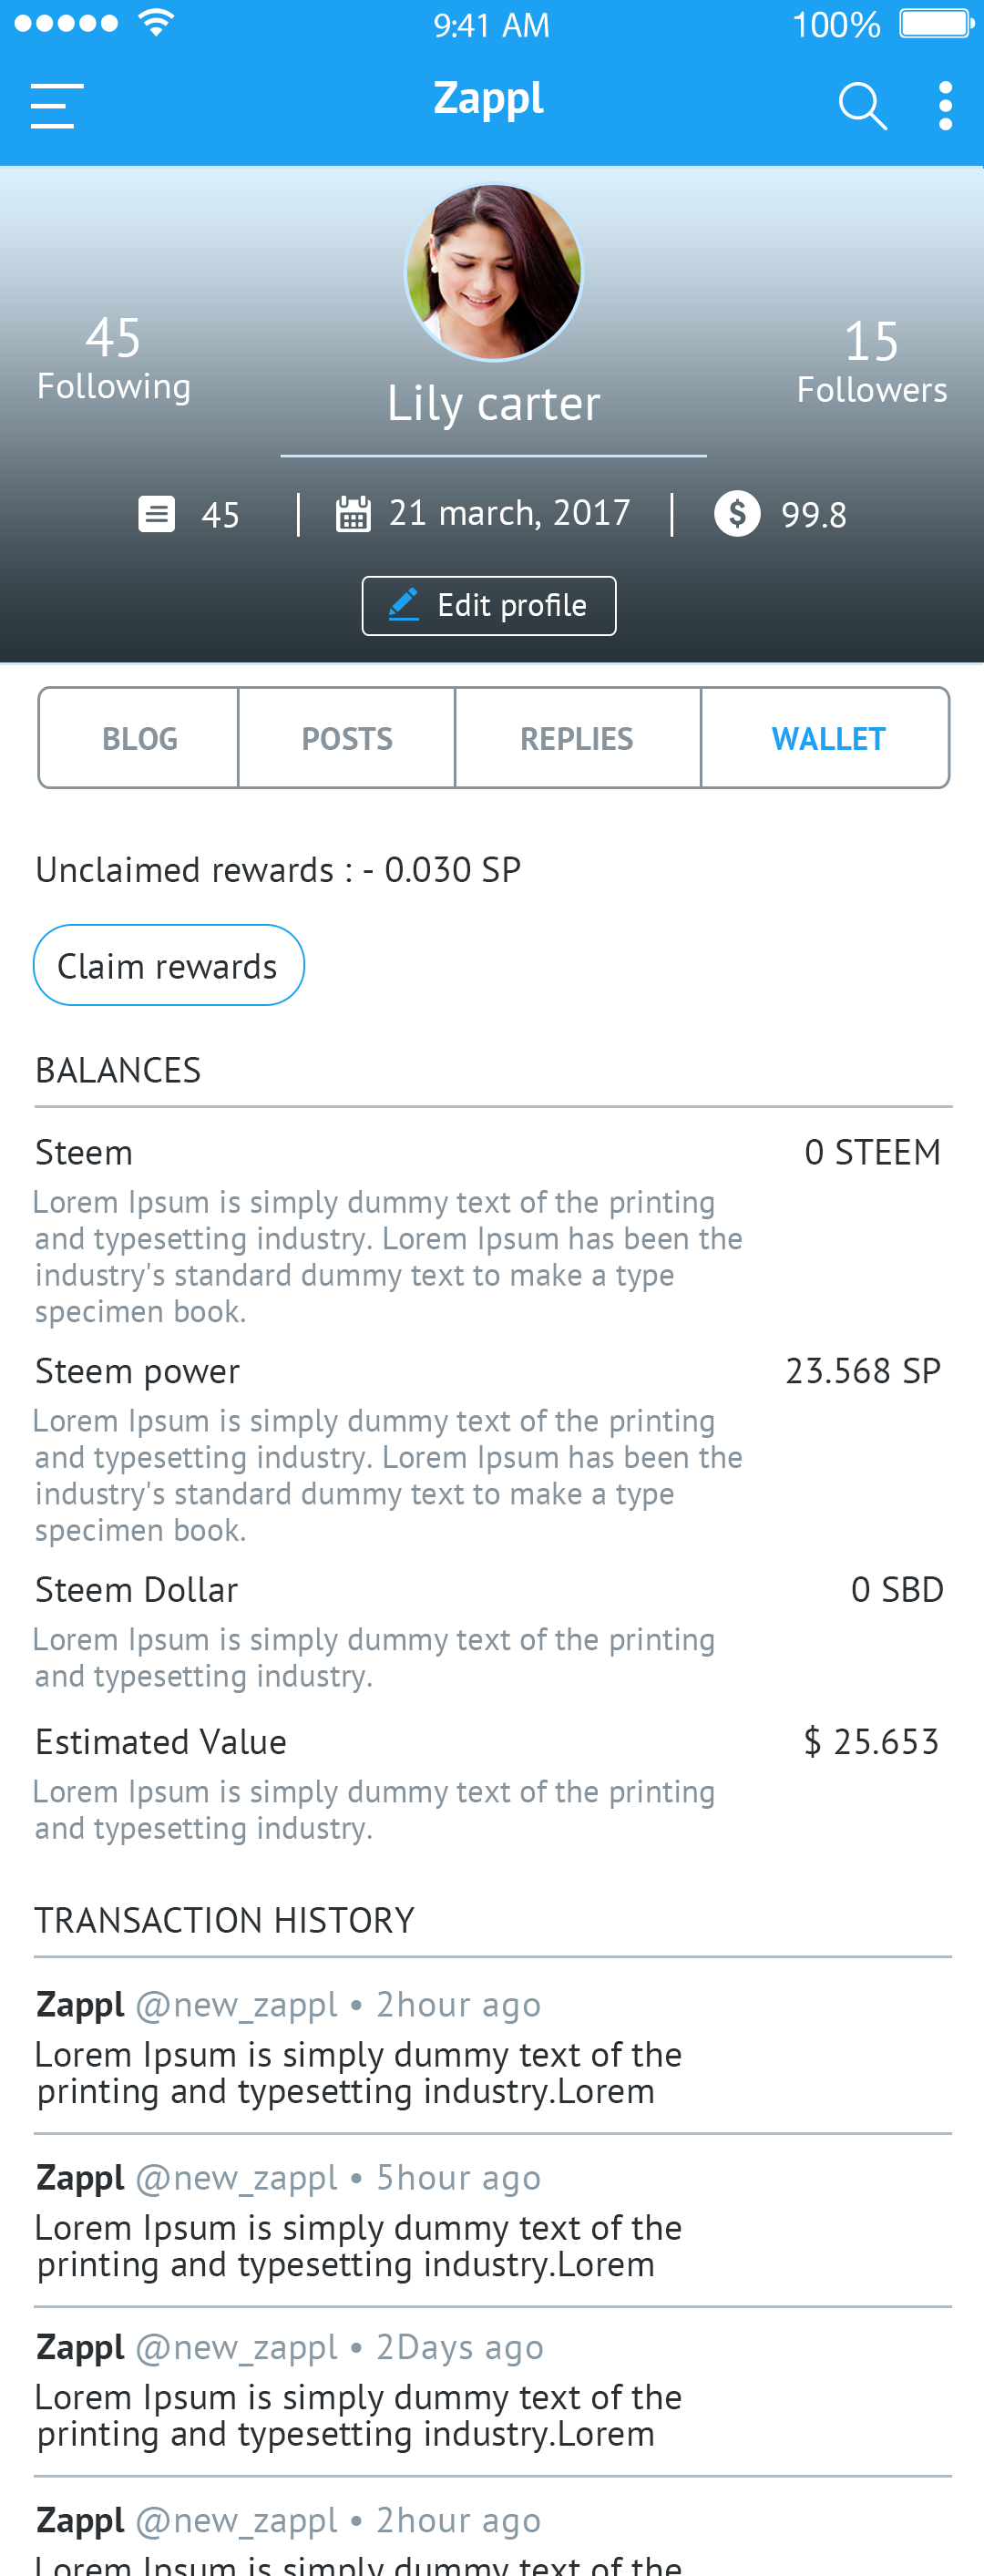 9:41 AM 100%
Zappl
45 15
Following Followers
Lily carter
45 21 march, 2017 $ 99.8
Edit profile
BLOG POSTS REPLIES WALLET
Unclaimed rewards : - 0.030 SP
Claim rewards
BALANCES
Steem 0 STEEM
Lorem Ipsum is simply dummy text of the printing
and typesetting industry. Lorem Ipsum has been the
industry's standard dummy text to make a type
specimen book.
Steem power 23.568 SP
Lorem Ipsum is simply dummy text of the printing
and typesetting industry. Lorem Ipsum has been the
industry's standard dummy text to make a type
specimen book.
Steem Dollar 0 SBD
Lorem Ipsum is simply dummy text of the printing
and typesetting industry.
Estimated Value $ 25.653
Lorem Ipsum is simply dummy text of the printing
and typesetting industry.
TRANSACTION HISTORY
Zappl @new_zappl • 2hour ago
Lorem Ipsum is simply dummy text of the
printing and typesetting industry.Lorem
Zappl @new_zappl • 5hour ago
Lorem Ipsum is simply dummy text of the
printing and typesetting industry.Lorem
Zappl @new_zappl • 2Days ago
Lorem Ipsum is simply dummy text of the
printing and typesetting industry.Lorem
Zappl @new_zappl • 2hour ago
Lorem Ipsum is simply dummy text of the